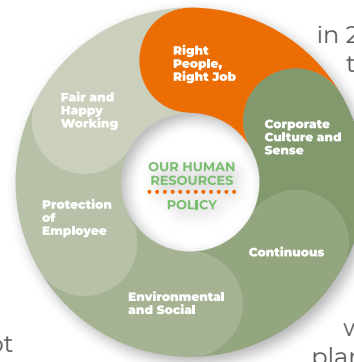 in 2
t
Right
People,
Right Job
Fair and
Happy
Working
Corporate
Culture and
Sense
OUR HUMAN
RESOURCES
POLICY
Protection
of
Employee
Continuous
Environmental
and Social
ot
w
plan